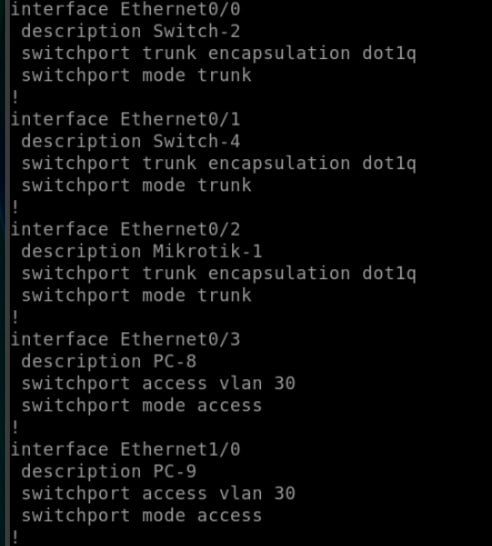 interface Ethernet0/0
 description Switch-2
 switchport trunk encapsulation dot1q
 switchport mode trunk
!
interface Ethernet0/1
 description Switch-4
 switchport trunk encapsulation dot1q
 switchport mode trunk
!
interface Ethernet0/2
 description Mikrotik-1
 switchport trunk encapsulation dot1q
 switchport mode trunk
!
interface Ethernet0/3
 description PC-8
 switchport access vlan 30
 switchport mode access
!
interface Ethernet1/0
 description PC-9
 switchport access vlan 30
 switchport mode access
!